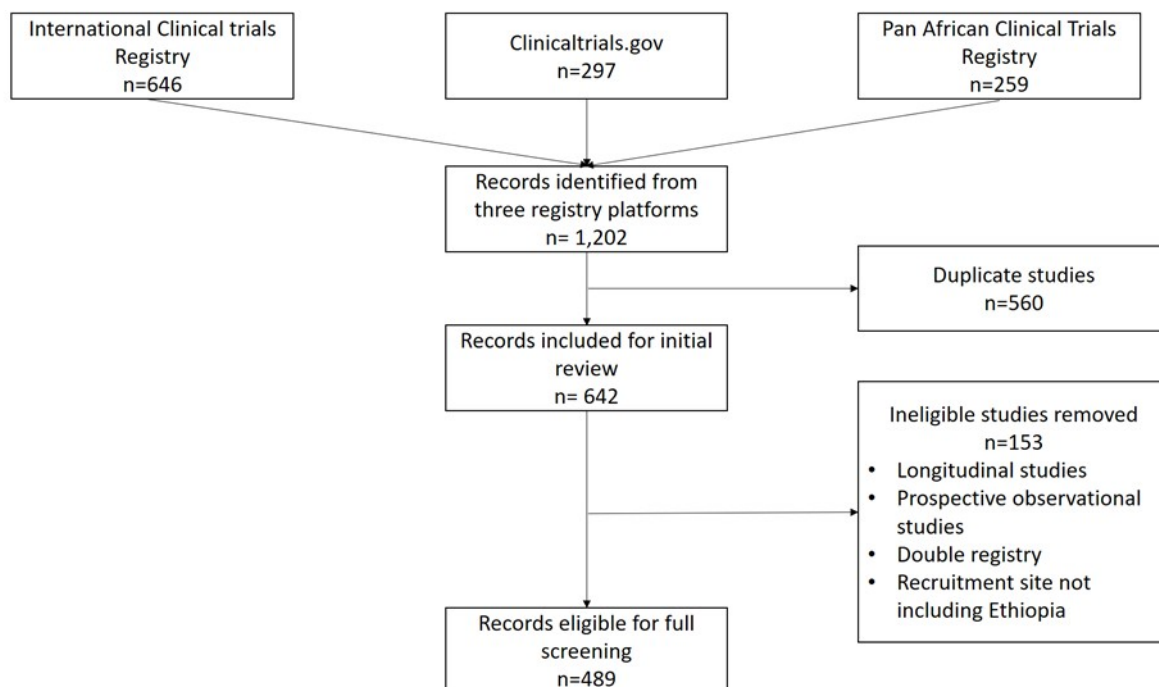 International Clinical trials
Registry
n=646
Clinicaltrials.gov
n=297
Pan African Clinical Trials
Registry
n=259
Records identified from
three registry platforms
n= 1,202
Duplicate studies
n=560
Records included for initial
review
n= 642
Ineligible studies removed
n=153
• Longitudinal studies
• Prospective observational
studies
• Double registry
• Recruitment site not
including Ethiopia
Records eligible for full
screening
n=489